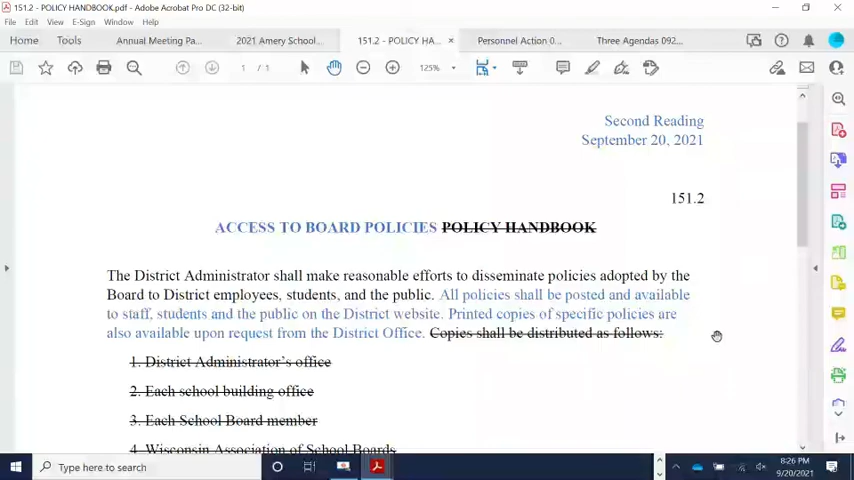 151.2 - POLICY HANDBOOK.pdf - Adobe Acrobat Pro DC (32-bit)
File Edit View E-Sign Window Help
Home Tools Annual Meeting Pa... 2021 Amery School... 151.2 - POLICY HA... × Personnel Action 0... Three Agendas 092...
1 / 1 125%
Second Reading
September 20, 2021
151.2
ACCESS TO BOARD POLICIES POLICY HANDBOOK
The District Administrator shall make reasonable efforts to disseminate policies adopted by the
Board to District employees, students, and the public. All policies shall be posted and available
to staff, students and the public on the District website. Printed copies of specific policies are
also available upon request from the District Office. Copies shall be distributed as follows:
1. District Administrator's office
2. Each school building office
3. Each School Board member
4. Wisconsin Association of School Boards
Type here to search
8:26 PM
9/20/2021